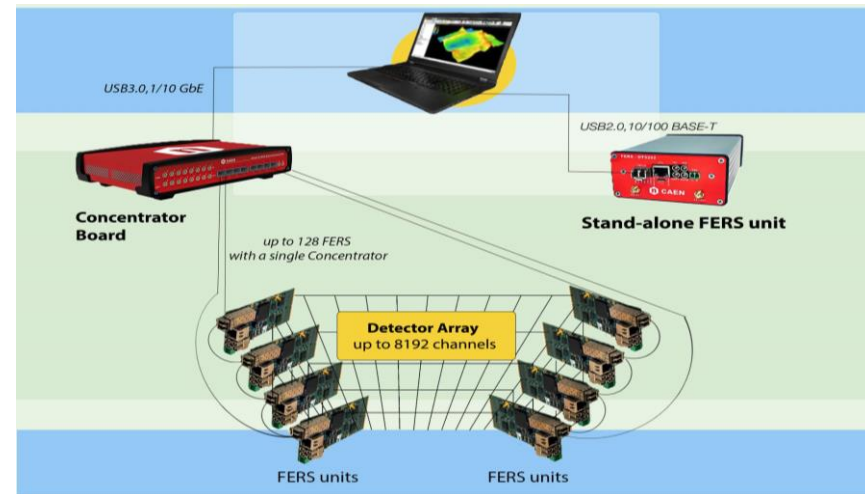 USB3.0,1/10 GbE
USB2.0,10/100 BASE-T
CAEN
CAEN
Concentrator
Board
Stand-alone FERS unit
up to 128 FERS
with a single Concentrator
Detector Array
up to 8192 channels
FERS units
FERS units